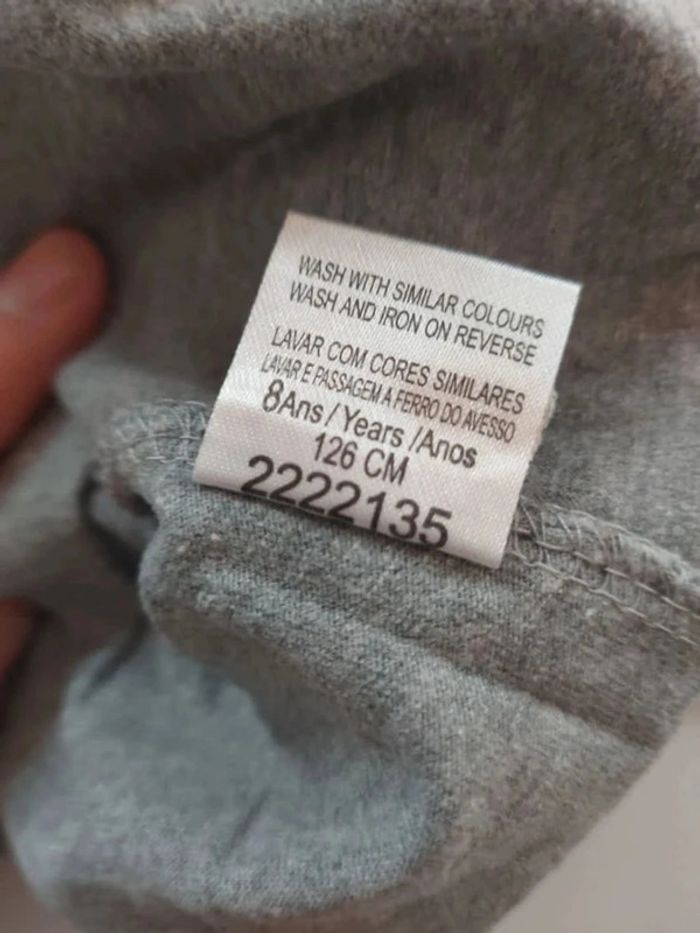 WASH WITH SIMILAR COLOURS
WASH AND IRON ON REVERSE
LAVAR COM CORES SIMILARES
LAVAR E PASSAGEM A FERRO DO AVESSO
8Ans/Years/Anos
126 CM
2222135